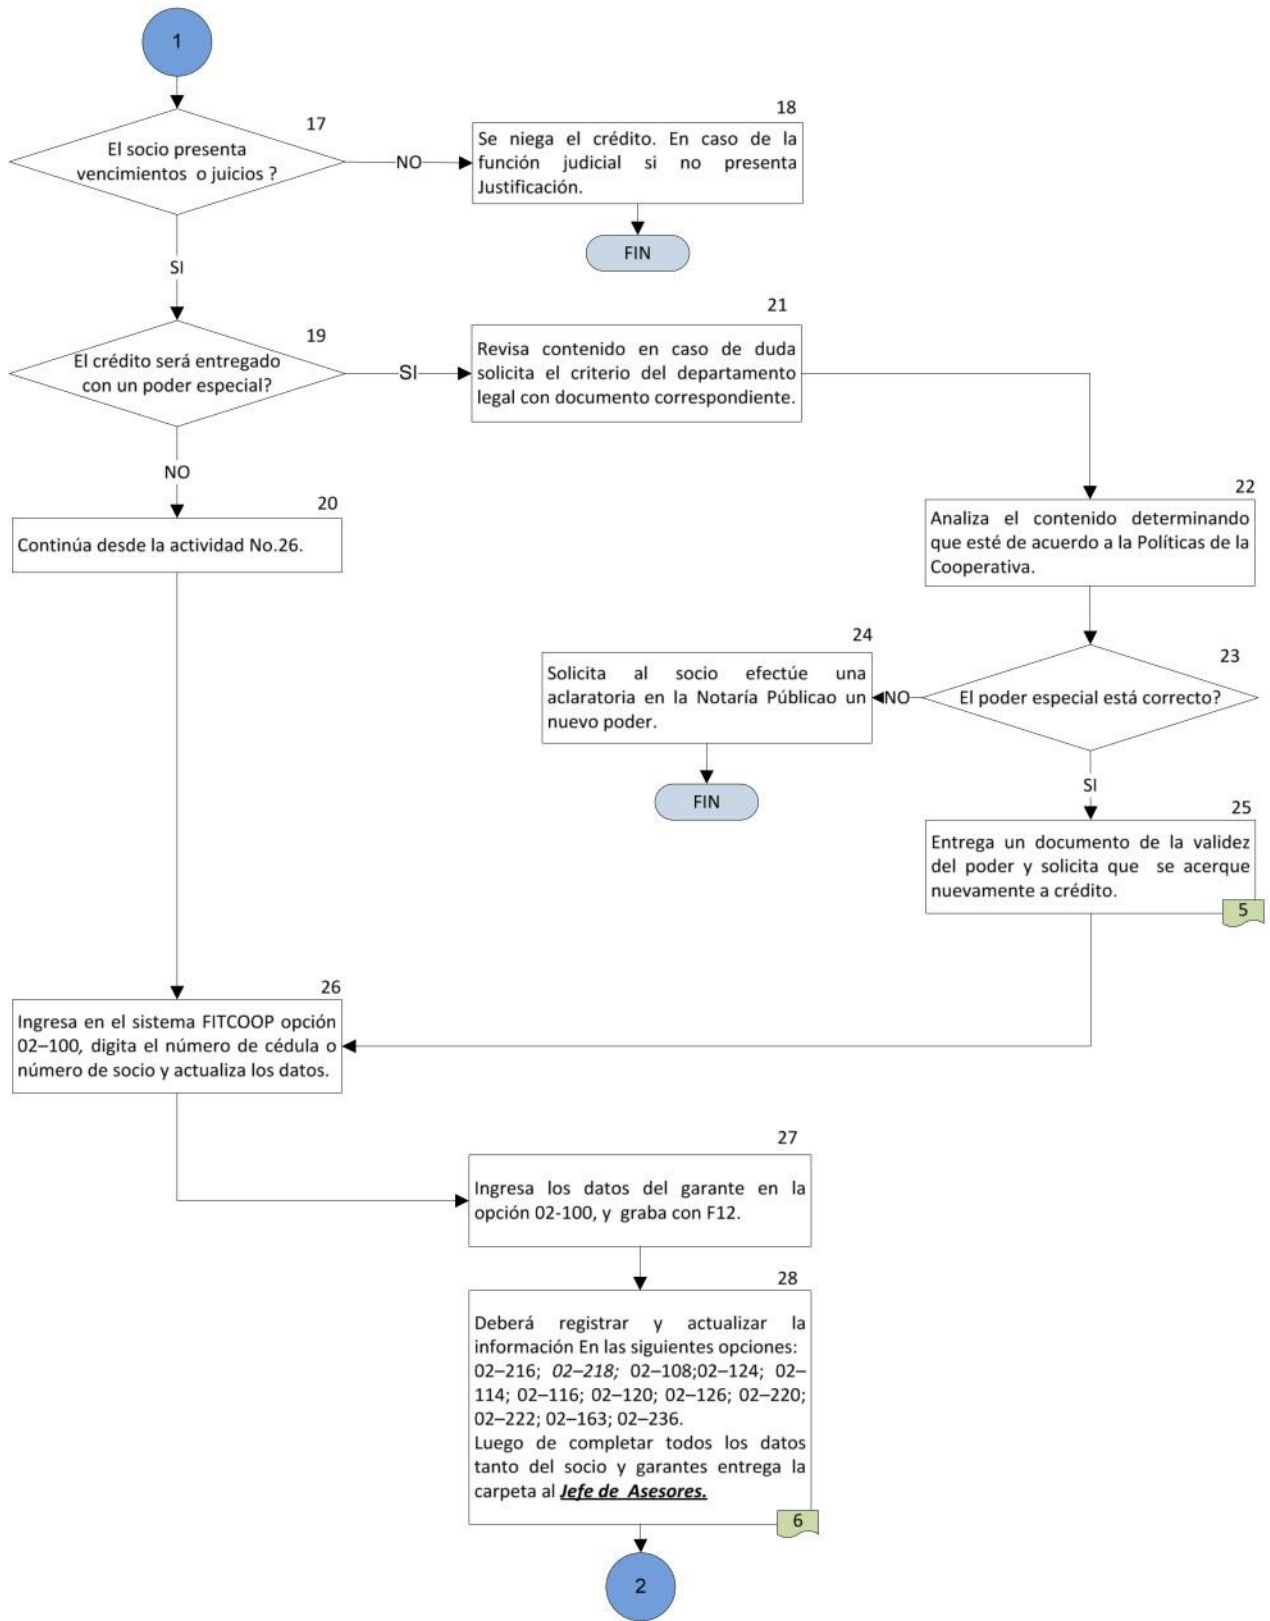 1
17
El socio presenta
vencimientos o juicios ?
NO
18
Se niega el crédito. En caso de la
función judicial si no presenta
Justificación.
FIN
SI
19
El crédito será entregado
con un poder especial?
SI
21
Revisa contenido en caso de duda
solicita el criterio del departamento
legal con documento correspondiente.
NO
20
Continúa desde la actividad No.26.
22
Analiza el contenido determinando
que esté de acuerdo a la Políticas de la
Cooperativa.
23
El poder especial está correcto?
NO
24
Solicita al socio efectúe una
aclaratoria en la Notaría Públicao un
nuevo poder.
FIN
SI
25
Entrega un documento de la validez
del poder y solicita que se acerque
nuevamente a crédito.
5
26
Ingresa en el sistema FITCOOP opción
02–100, digita el número de cédula o
número de socio y actualiza los datos.
27
Ingresa los datos del garante en la
opción 02-100, y graba con F12.
28
Deberá registrar y actualizar la
información En las siguientes opciones:
02–216; 02–218; 02–108;02–124; 02–
114; 02–116; 02–120; 02–126; 02–220;
02–222; 02–163; 02–236.
Luego de completar todos los datos
tanto del socio y garantes entrega la
carpeta al Jefe de Asesores.
6
2